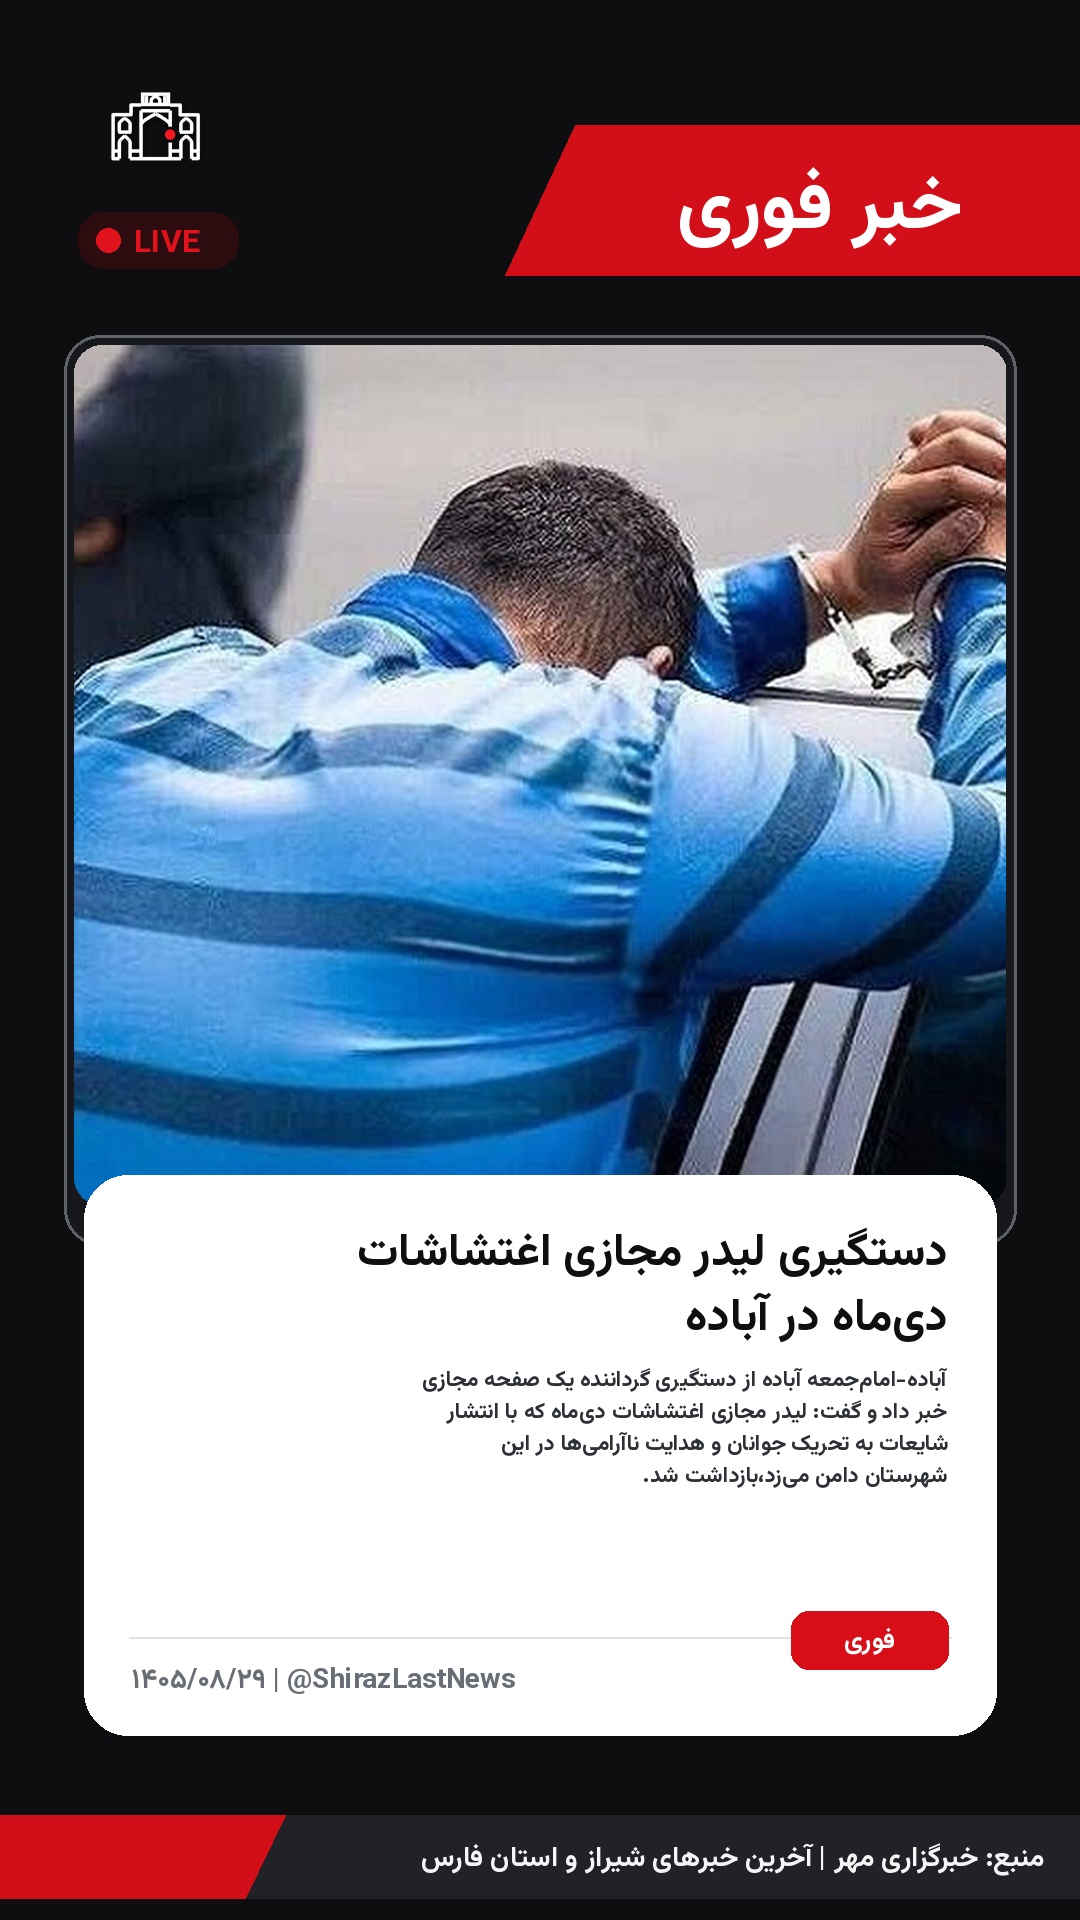 LIVE
خبر فوری
دستگیری لیدر مجازی اغتشاشات
دی‌ماه در آباده
آباده-امام‌جمعه آباده از دستگیری گرداننده یک صفحه مجازی
خبر داد و گفت: لیدر مجازی اغتشاشات دی‌ماه که با انتشار
شایعات به تحریک جوانان و هدایت ناآرامی‌ها در این
شهرستان دامن می‌زد،بازداشت شد.
فوری
۱۴۰۵/۰۸/۲۹ | @ShirazLastNews
منبع: خبرگزاری مهر | آخرین خبرهای شیراز و استان فارس